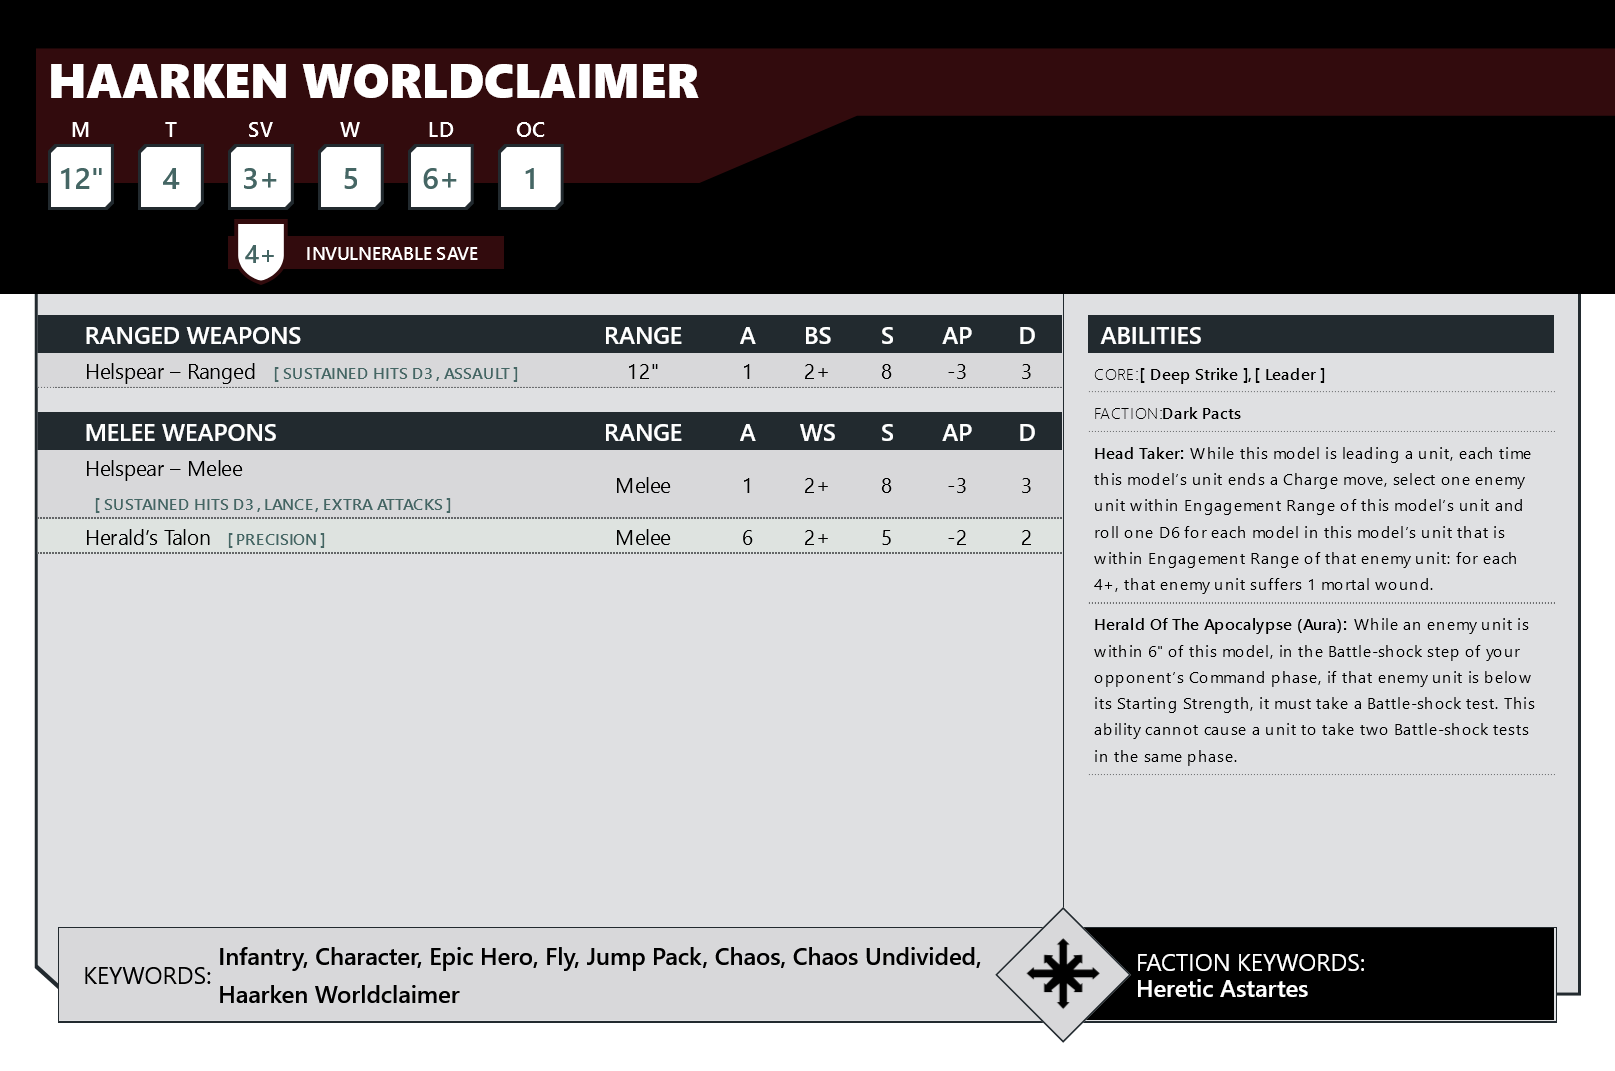 HAARKEN WORLDCLAIMER
M T SV W LD OC
12" 4 3+ 5 6+ 1
4+ INVULNERABLE SAVE
RANGED WEAPONS RANGE A BS S AP D
Helspear – Ranged [ SUSTAINED HITS D3 , ASSAULT ] 12" 1 2+ 8 -3 3
MELEE WEAPONS RANGE A WS S AP D
Helspear – Melee
[ SUSTAINED HITS D3 , LANCE, EXTRA ATTACKS ] Melee 1 2+ 8 -3 3
Herald’s Talon [ PRECISION ] Melee 6 2+ 5 -2 2
ABILITIES
CORE:[ Deep Strike ], [ Leader ]
FACTION:Dark Pacts
Head Taker: While this model is leading a unit, each time
this model’s unit ends a Charge move, select one enemy
unit within Engagement Range of this model’s unit and
roll one D6 for each model in this model’s unit that is
within Engagement Range of that enemy unit: for each
4+, that enemy unit suffers 1 mortal wound.
Herald Of The Apocalypse (Aura): While an enemy unit is
within 6" of this model, in the Battle-shock step of your
opponent’s Command phase, if that enemy unit is below
its Starting Strength, it must take a Battle-shock test. This
ability cannot cause a unit to take two Battle-shock tests
in the same phase.
KEYWORDS: Infantry, Character, Epic Hero, Fly, Jump Pack, Chaos, Chaos Undivided,
Haarken Worldclaimer
FACTION KEYWORDS:
Heretic Astartes